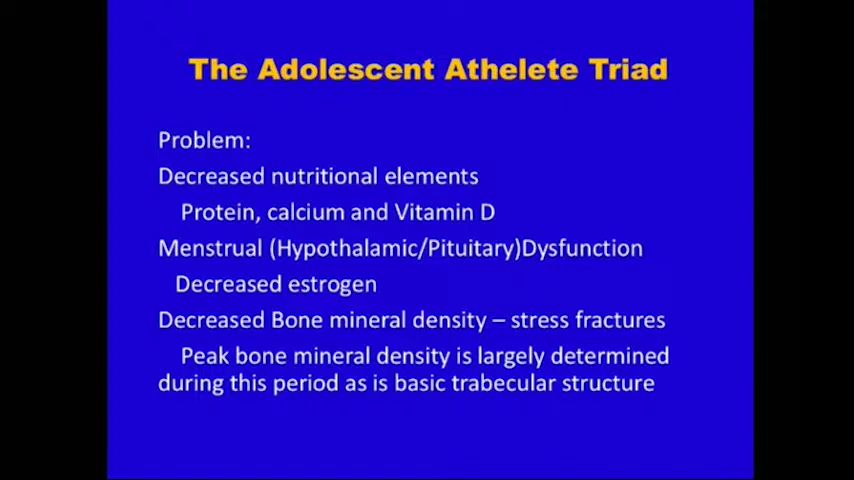 The Adolescent Athelete Triad
Problem:
Decreased nutritional elements
Protein, calcium and Vitamin D
Menstrual (Hypothalamic/Pituitary)Dysfunction
Decreased estrogen
Decreased Bone mineral density – stress fractures
Peak bone mineral density is largely determined
during this period as is basic trabecular structure